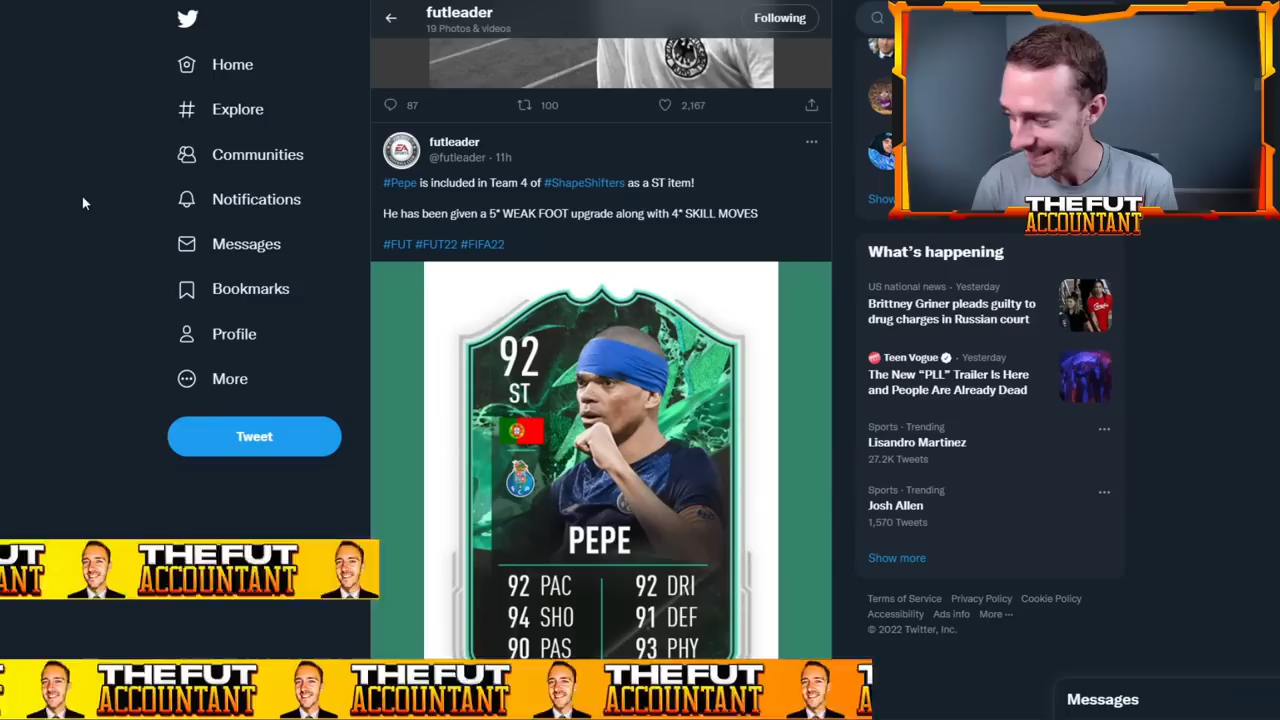 Home
Explore
Communities
Notifications
Messages
Bookmarks
Profile
More
Tweet
futleader
19 Photos & videos
Following
87
100
2,167
futleader
@futleader · 11h
#Pepe is included in Team 4 of #ShapeShifters as a ST item!
He has been given a 5* WEAK FOOT upgrade along with 4* SKILL MOVES
#FUT #FUT22 #FIFA22
EA
SPORTS
92
ST
PEPE
92 PAC
94 SHO
90 PAS
92 DRI
91 DEF
93 PHY
Show
THE FUT
ACCOUNTANT
What's happening
US national news · Yesterday
Brittney Griner pleads guilty to
drug charges in Russian court
Teen Vogue · Yesterday
The New “PLL” Trailer Is Here
and People Are Already Dead
Sports · Trending
Lisandro Martinez
27.2K Tweets
Sports · Trending
Josh Allen
1,570 Tweets
Show more
Terms of Service Privacy Policy Cookie Policy
Accessibility Ads info More ···
© 2022 Twitter, Inc.
Messages
UT
ANT
THE FUT
ACCOUNTANT
THE FUT
ACCOUNTANT
THE FUT
ACCOUNTANT
THE FUT
ACCOUNTANT